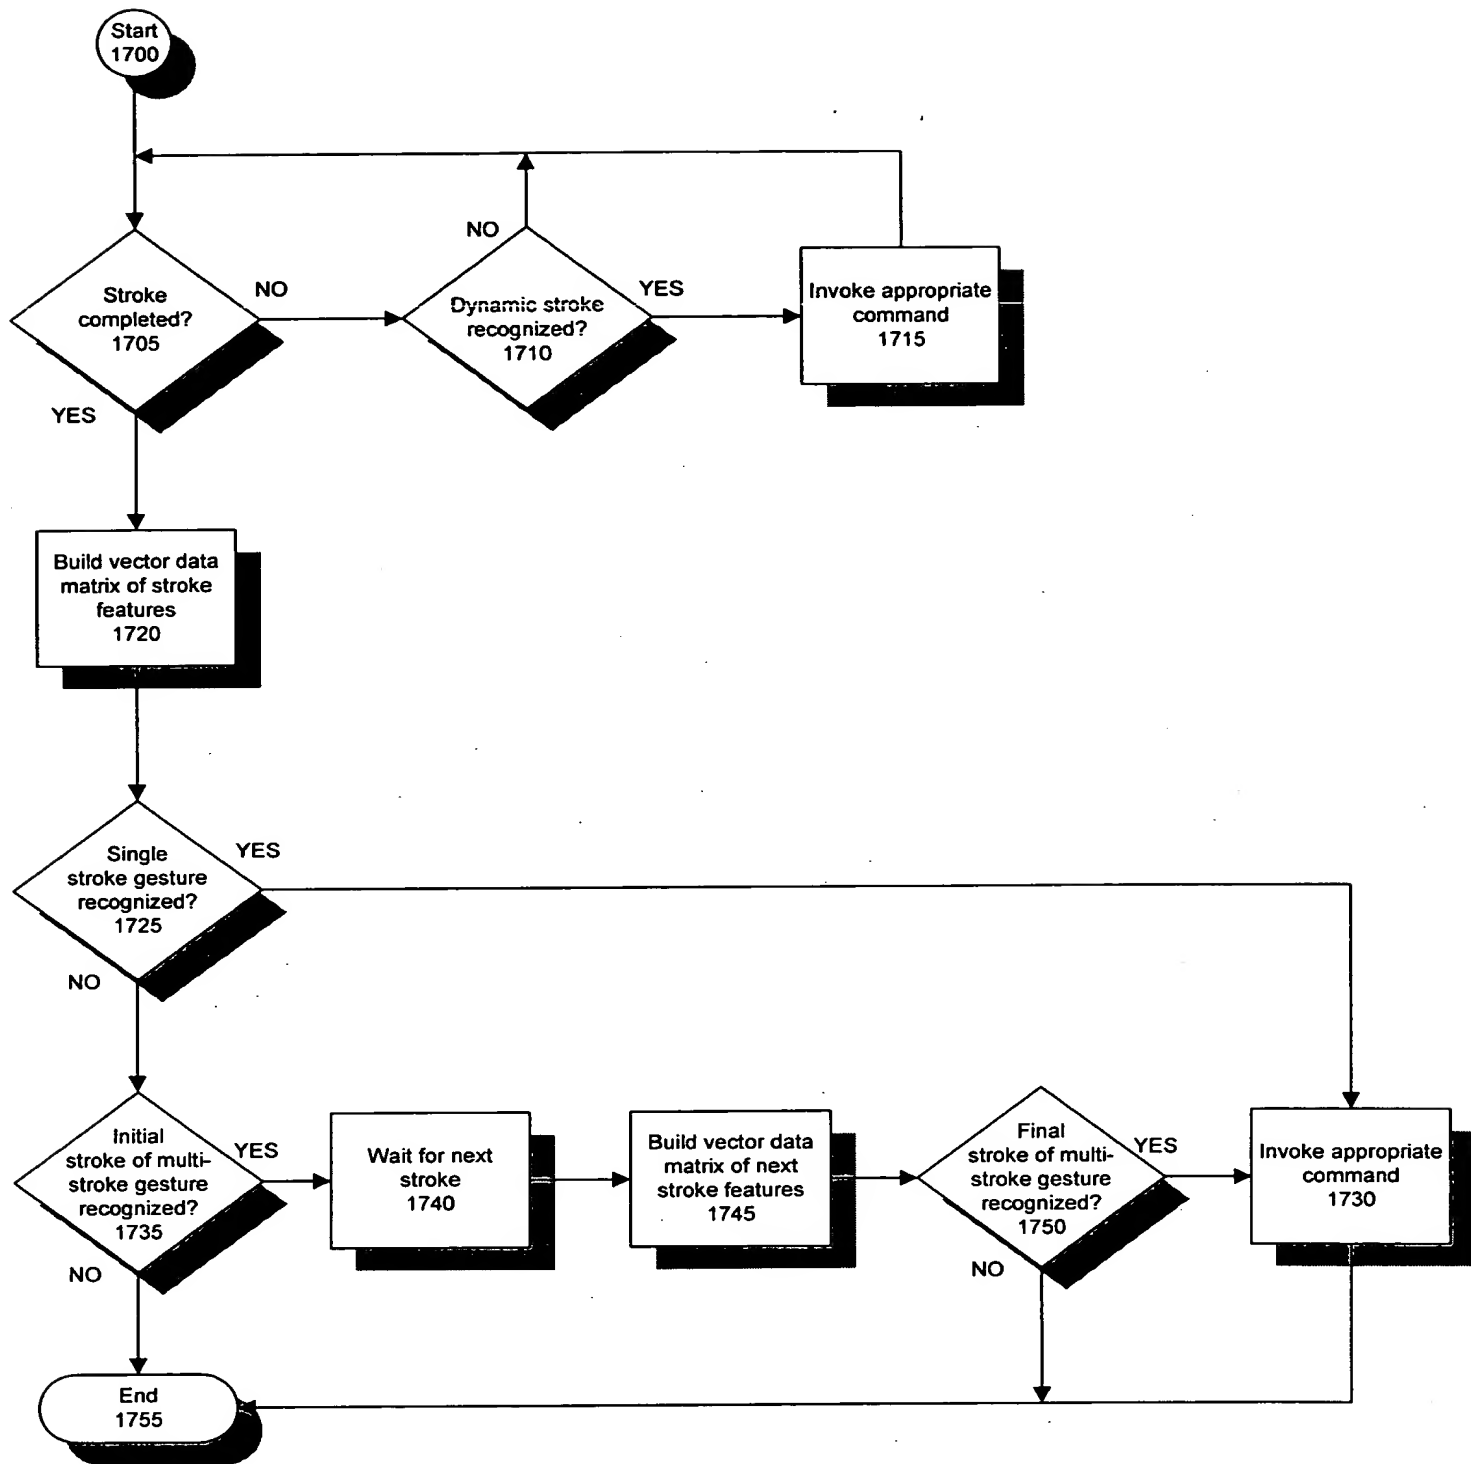 Start
1700
NO
Stroke
completed?
1705
NO
Dynamic stroke
recognized?
1710
YES
Invoke appropriate
command
1715
YES
Build vector data
matrix of stroke
features
1720
Single
stroke gesture
recognized?
1725
YES
NO
Initial
stroke of multi-
stroke gesture
recognized?
1735
YES
Wait for next
stroke
1740
Build vector data
matrix of next
stroke features
1745
Final
stroke of multi-
stroke gesture
recognized?
1750
YES
Invoke appropriate
command
1730
NO
NO
End
1755